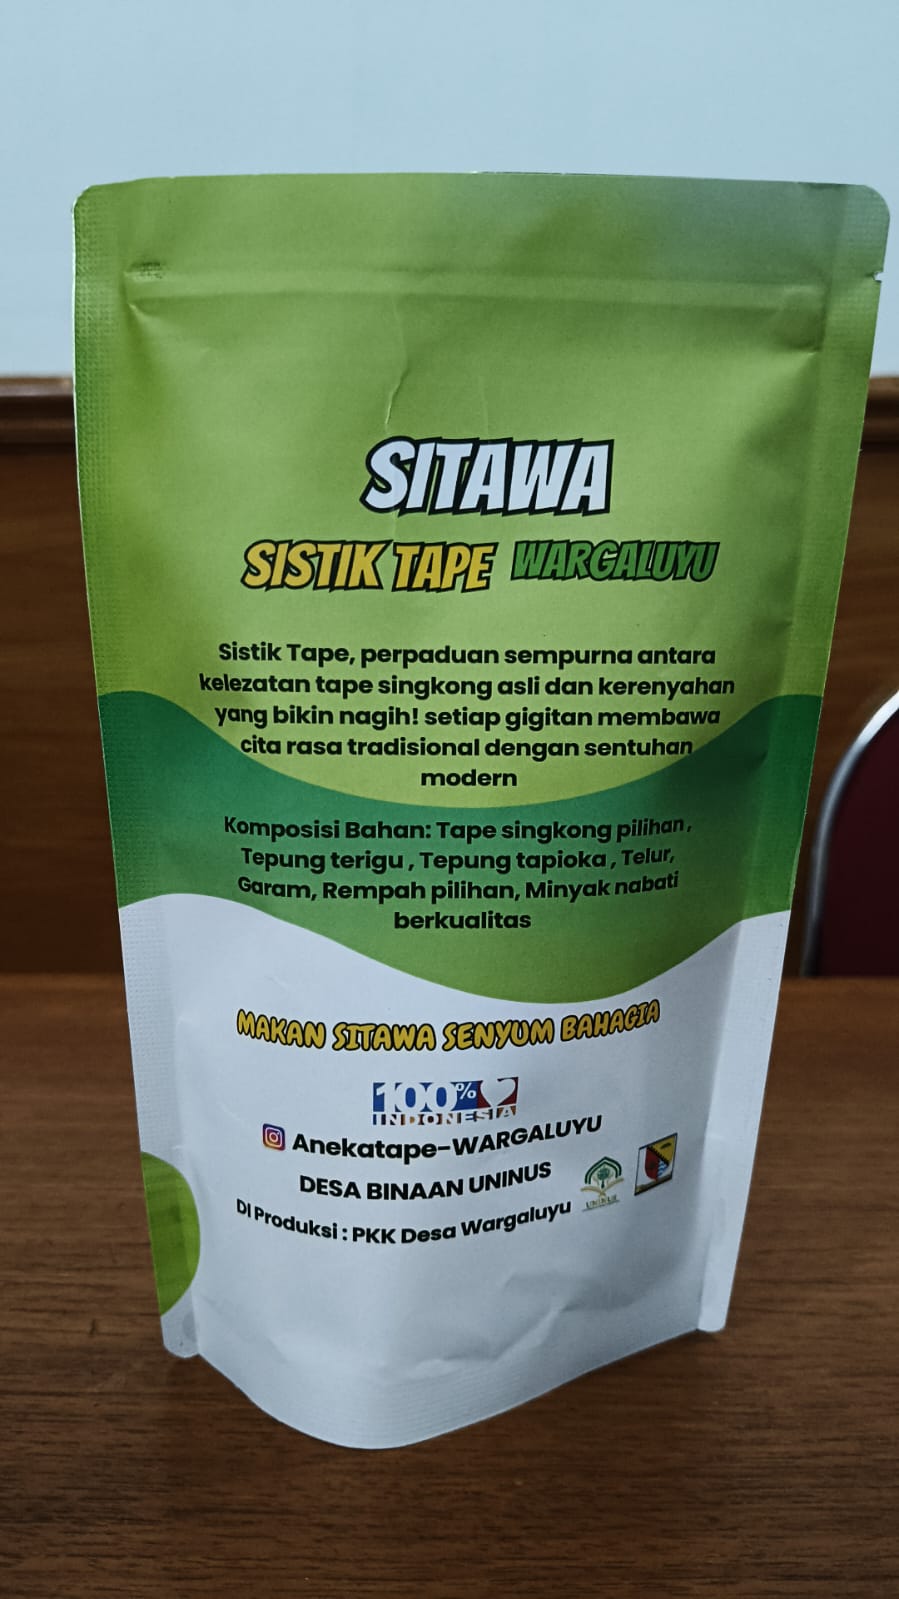 SITAWA
SISTIK TAPE WARGALUYU
Sistik Tape, perpaduan sempurna antara
kelezatan tape singkong asli dan kerenyahan
yang bikin nagih! setiap gigitan membawa
cita rasa tradisional dengan sentuhan
modern
Komposisi Bahan: Tape singkong pilihan,
Tepung terigu , Tepung tapioka , Telur,
Garam, Rempah pilihan, Minyak nabati
berkualitas
MAKAN SITAWA SENYUM BAHAGIA
100%
INDONESIA
Anekatape-WARGALUYU
DESA BINAAN UNINUS
UNINUS
DI Produksi : PKK Desa Wargaluyu